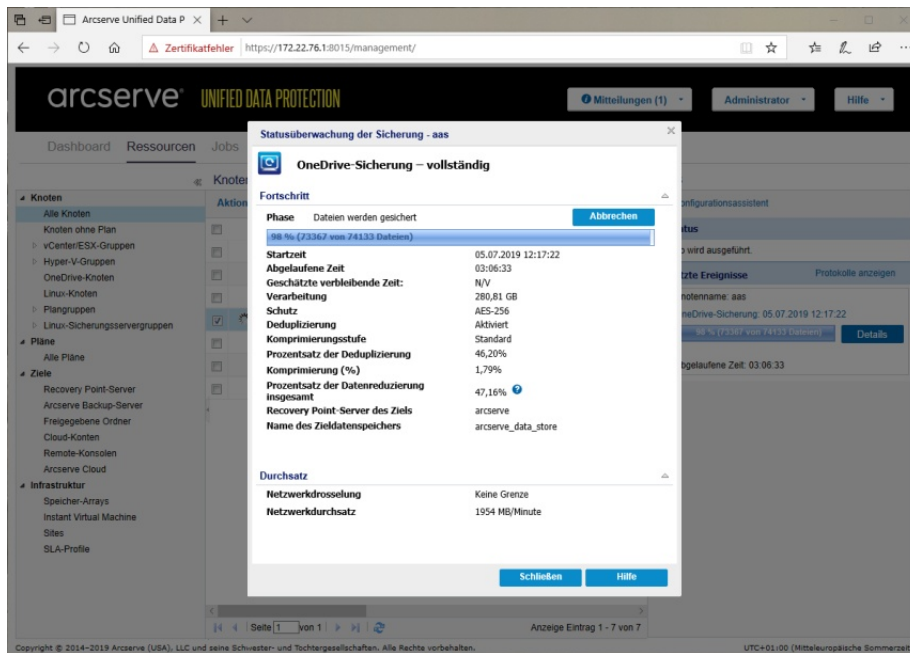 Arcserve Unified Data P
Zertifikatfehler https://172.22.76.1:8015/management/
arcserve® UNIFIED DATA PROTECTION
Mitteilungen (1) Administrator Hilfe
Dashboard Ressourcen Jobs
Knoten
Alle Knoten
Knoten ohne Plan
vCenter/ESX-Gruppen
Hyper-V-Gruppen
OneDrive-Knoten
Linux-Knoten
Plangruppen
Linux-Sicherungsservergruppen
Pläne
Alle Pläne
Ziele
Recovery Point-Server
Arcserve Backup-Server
Freigegebene Ordner
Cloud-Konten
Remote-Konsolen
Arcserve Cloud
Infrastruktur
Speicher-Arrays
Instant Virtual Machine
Sites
SLA-Profile
Statusüberwachung der Sicherung - aas
OneDrive-Sicherung – vollständig
Fortschritt
Phase Dateien werden gesichert Abbrechen
98 % (73367 von 74133 Dateien)
Startzeit 05.07.2019 12:17:22
Abgelaufene Zeit 03:06:33
Geschätzte verbleibende Zeit: N/V
Verarbeitung 280,81 GB
Schutz AES-256
Deduplizierung Aktiviert
Komprimierungsstufe Standard
Prozentsatz der Deduplizierung 46,20%
Komprimierung (%) 1,79%
Prozentsatz der Datenreduzierung
insgesamt 47,16%
Recovery Point-Server des Ziels arcserve
Name des Zieldatenspeichers arcserve_data_store
Durchsatz
Netzwerkdrosselung Keine Grenze
Netzwerkdurchsatz 1954 MB/Minute
Schließen Hilfe
onfigurationsassistent
tus
wird ausgeführt.
zte Ereignisse Protokolle anzeigen
notenname: aas
neDrive-Sicherung: 05.07.2019 12:17:22
98 % (73367 von 74133 Dateien) Details
bgelaufene Zeit: 03:06:33
Seite 1 von 1 Anzeige Eintrag 1 - 7 von 7
Copyright © 2014-2019 Arcserve (USA), LLC und seine Schwester- und Tochtergesellschaften. Alle Rechte vorbehalten. UTC+01:00 (Mitteleuropäische Sommerzeit